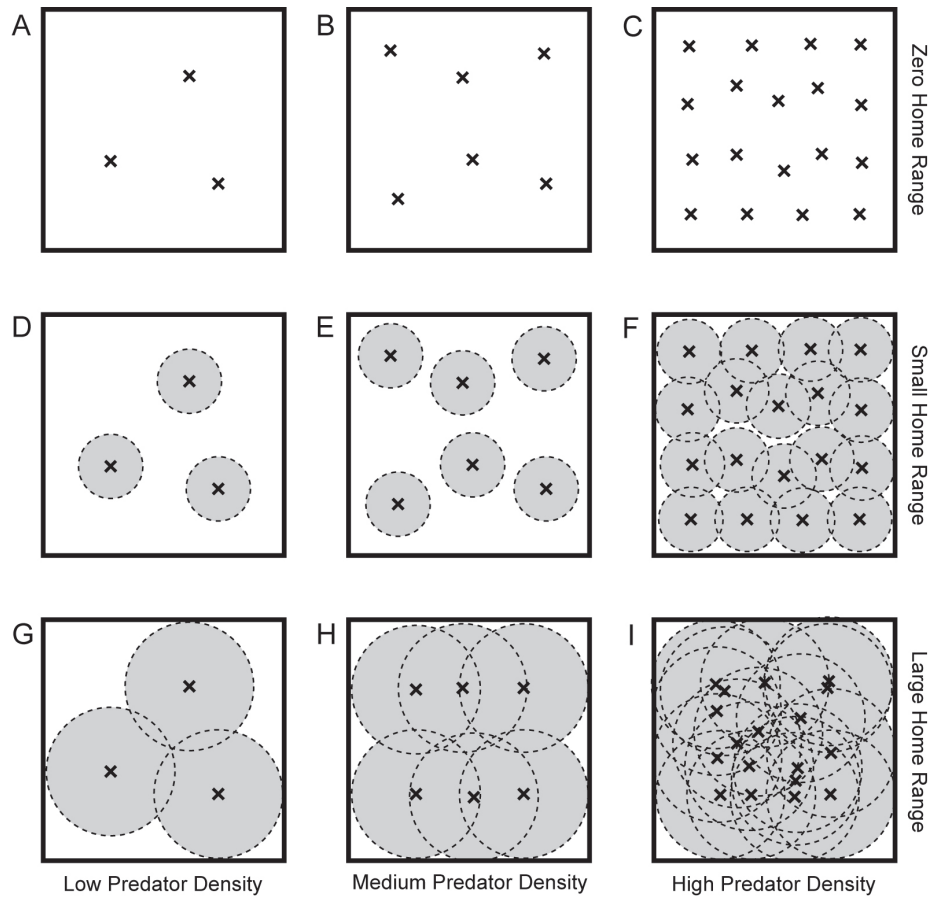 A
B
C
Zero Home Range
D
E
F
Small Home Range
G
H
I
Large Home Range
Low Predator Density
Medium Predator Density
High Predator Density